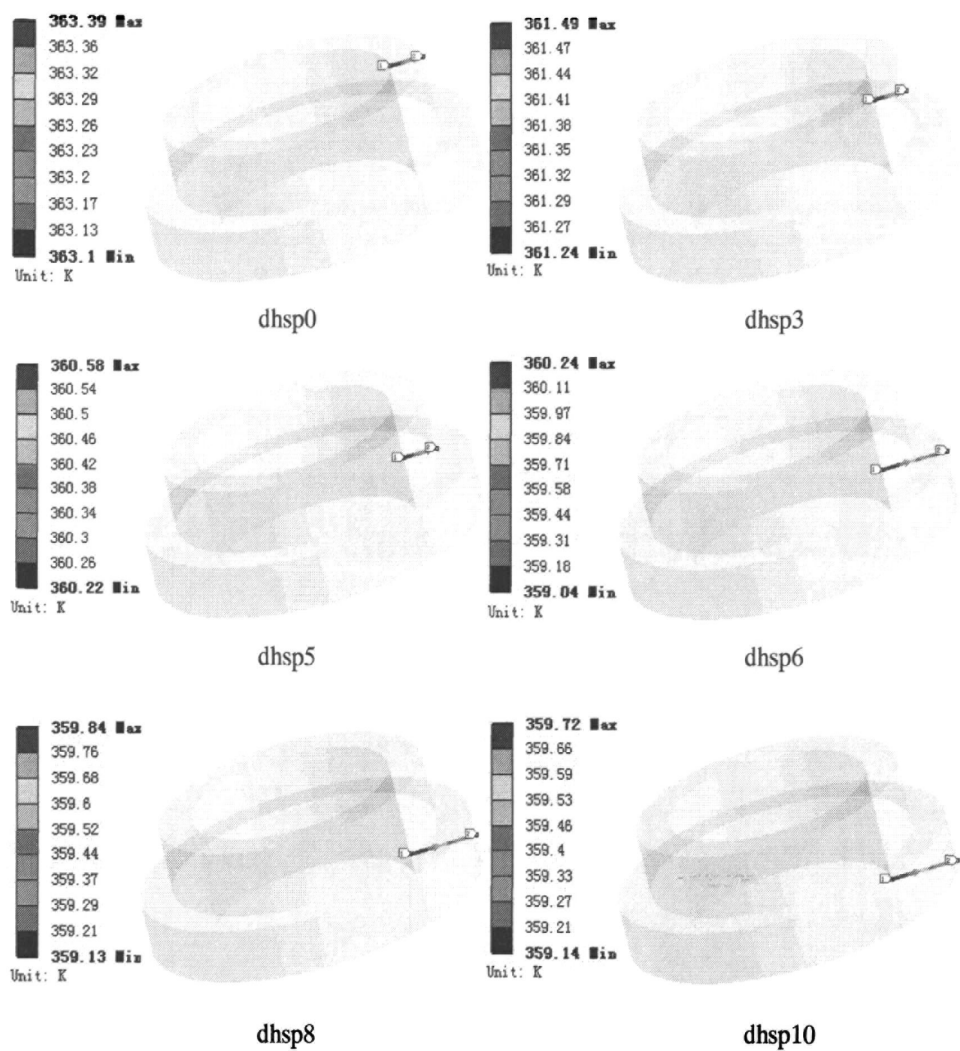 363.39 Max
363.36
363.32
363.29
363.26
363.23
363.2
363.17
363.13
363.1 Min
Unit: K
dhsp0
361.49 Max
361.47
361.44
361.41
361.38
361.35
361.32
361.29
361.27
361.24 Min
Unit: K
dhsp3
360.58 Max
360.54
360.5
360.46
360.42
360.38
360.34
360.3
360.26
360.22 Min
Unit: K
dhsp5
360.24 Max
360.11
359.97
359.84
359.71
359.58
359.44
359.31
359.18
359.04 Min
Unit: K
dhsp6
359.84 Max
359.76
359.68
359.6
359.52
359.44
359.37
359.29
359.21
359.13 Min
Unit: K
dhsp8
359.72 Max
359.66
359.59
359.53
359.46
359.4
359.33
359.27
359.21
359.14 Min
Unit: K
dhsp10